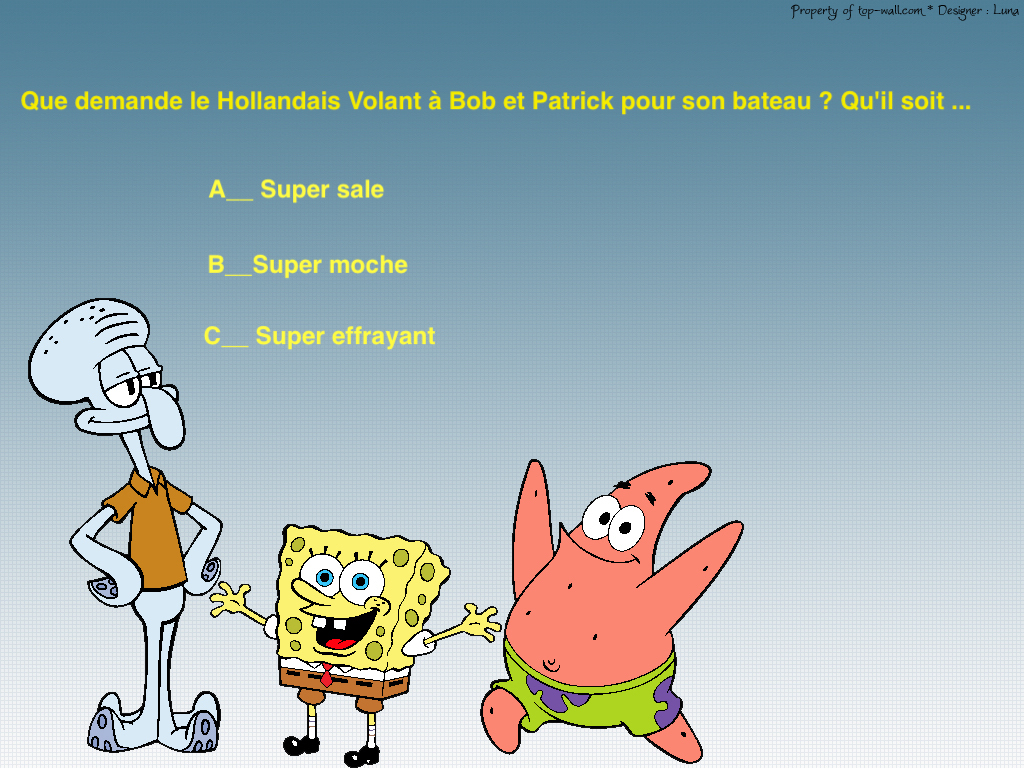 Property of top-wall.com * Designer : Luna
Que demande le Hollandais Volant à Bob et Patrick pour son bateau ? Qu'il soit ...
A__ Super sale
B__Super moche
C__ Super effrayant